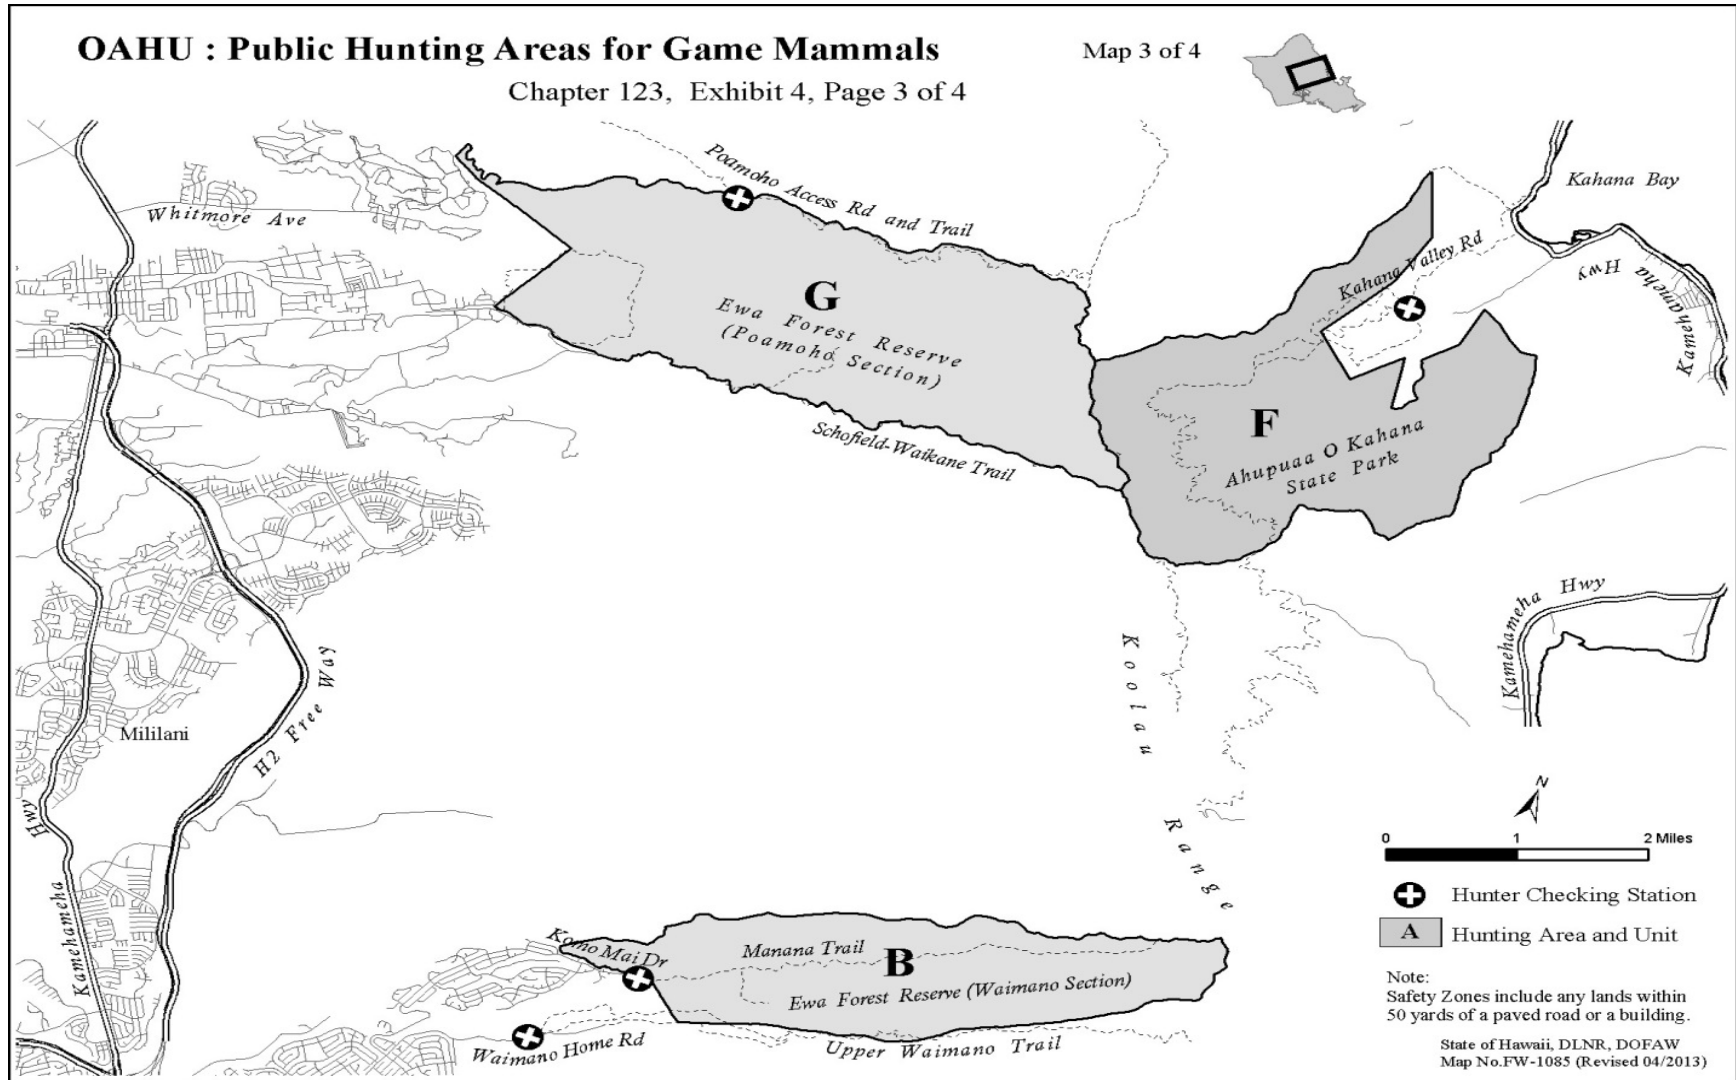 OAHU : Public Hunting Areas for Game Mammals
Map 3 of 4
Chapter 123, Exhibit 4, Page 3 of 4
Poamoho Access Rd and Trail
Kahana Bay
Whitmore Ave
Kahana Valley Rd
Kamehameha Hwy
G
Ewa Forest Reserve
(Poamoho Section)
F
Ahupuaa O Kahana
State Park
Schofield-Waikane Trail
Kamehameha Hwy
Koolau Range
H2 Free Way
Mililani
Kamehameha Hwy
N
0 1 2 Miles
Hunter Checking Station
A Hunting Area and Unit
Komo Mai Dr
Manana Trail
B
Ewa Forest Reserve (Waimano Section)
Waimano Home Rd
Upper Waimano Trail
Note:
Safety Zones include any lands within
50 yards of a paved road or a building.
State of Hawaii, DLNR, DOFAW
Map No.FW-1085 (Revised 04/2013)